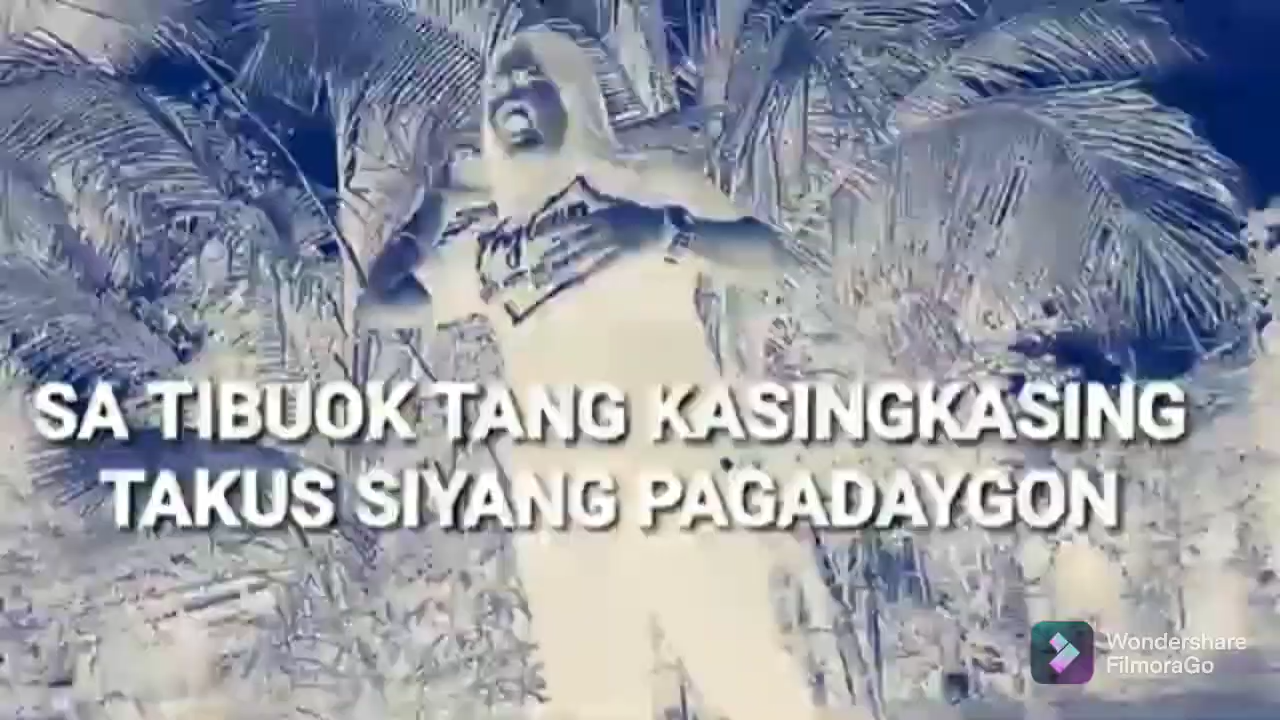 SA TIBUOK TANG KASINGKASING
TAKUS SIYANG PAGADAYGON
Wondershare
FilmoraGo